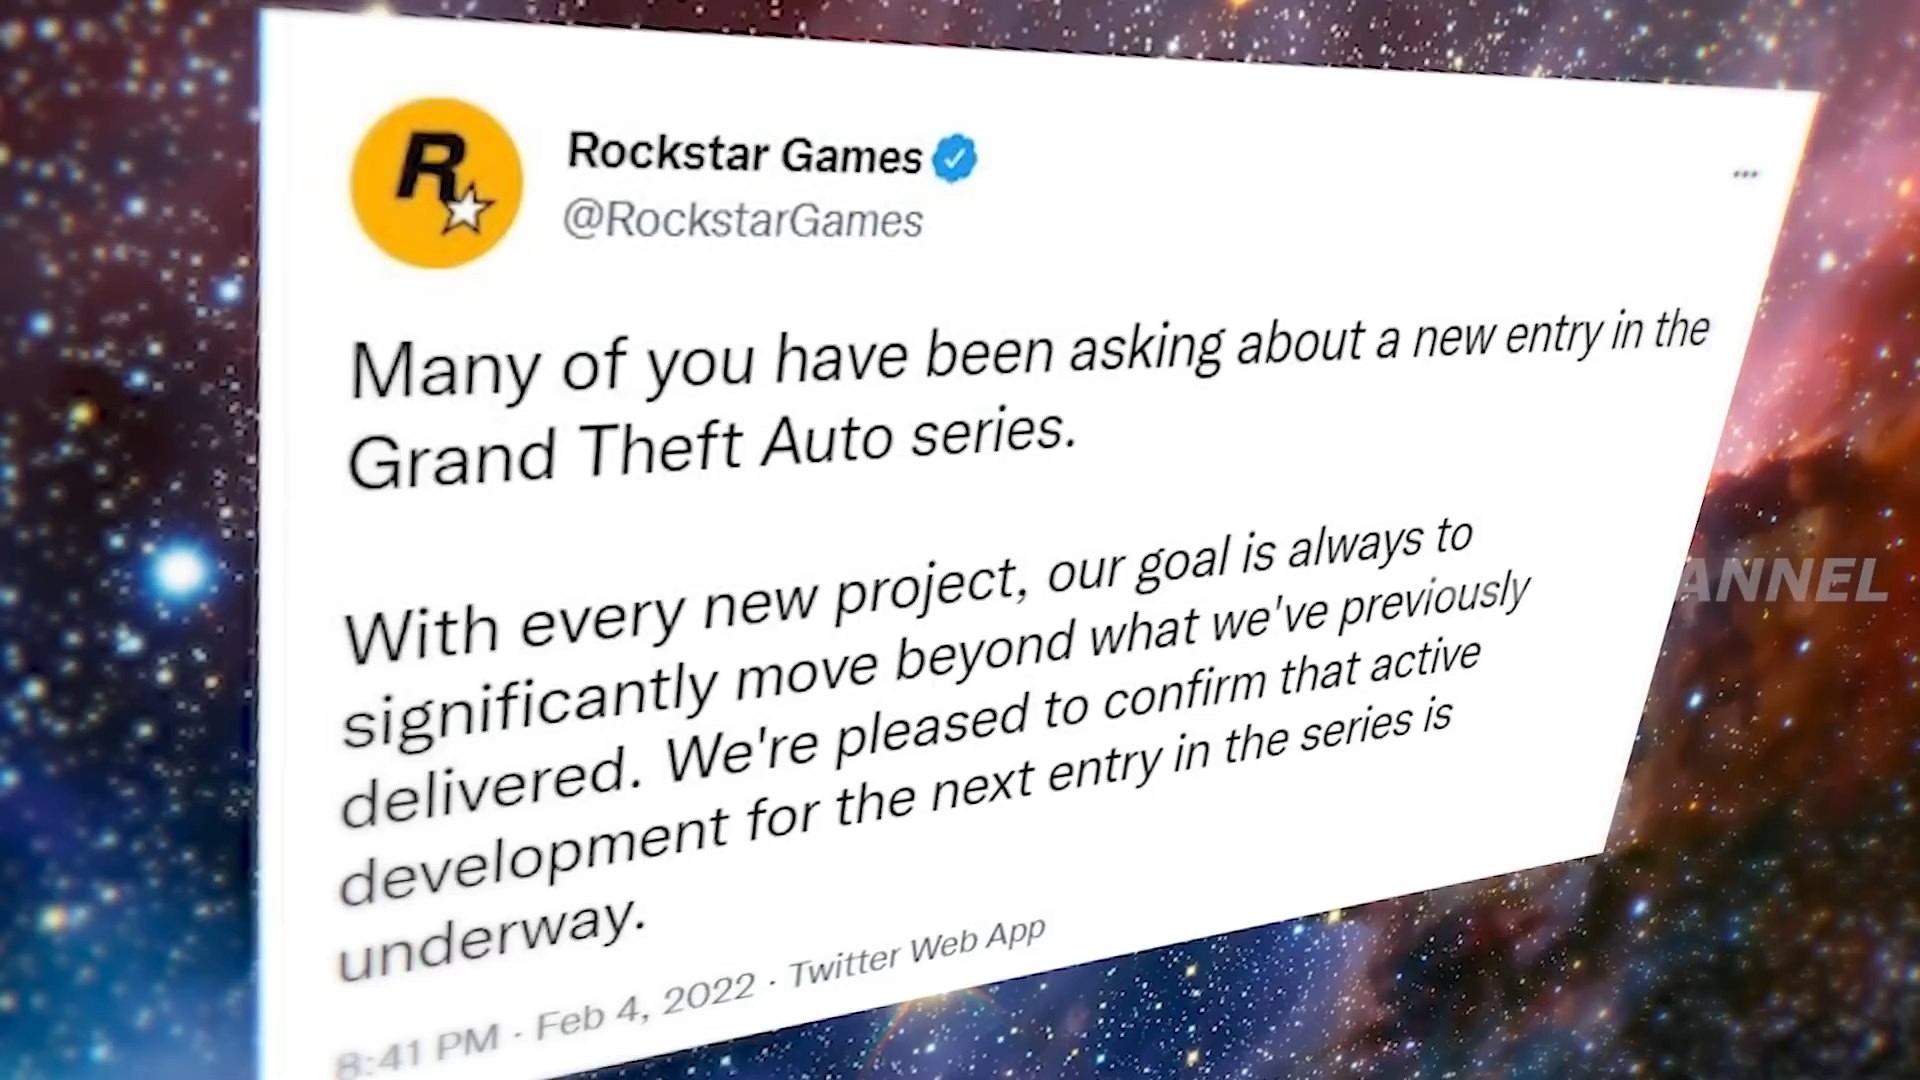 R
Rockstar Games
@RockstarGames
Many of you have been asking about a new entry in the
Grand Theft Auto series.
With every new project, our goal is always to
significantly move beyond what we've previously
delivered. We're pleased to confirm that active
development for the next entry in the series is
underway.
8:41 PM · Feb 4, 2022 · Twitter Web App
ANNEL